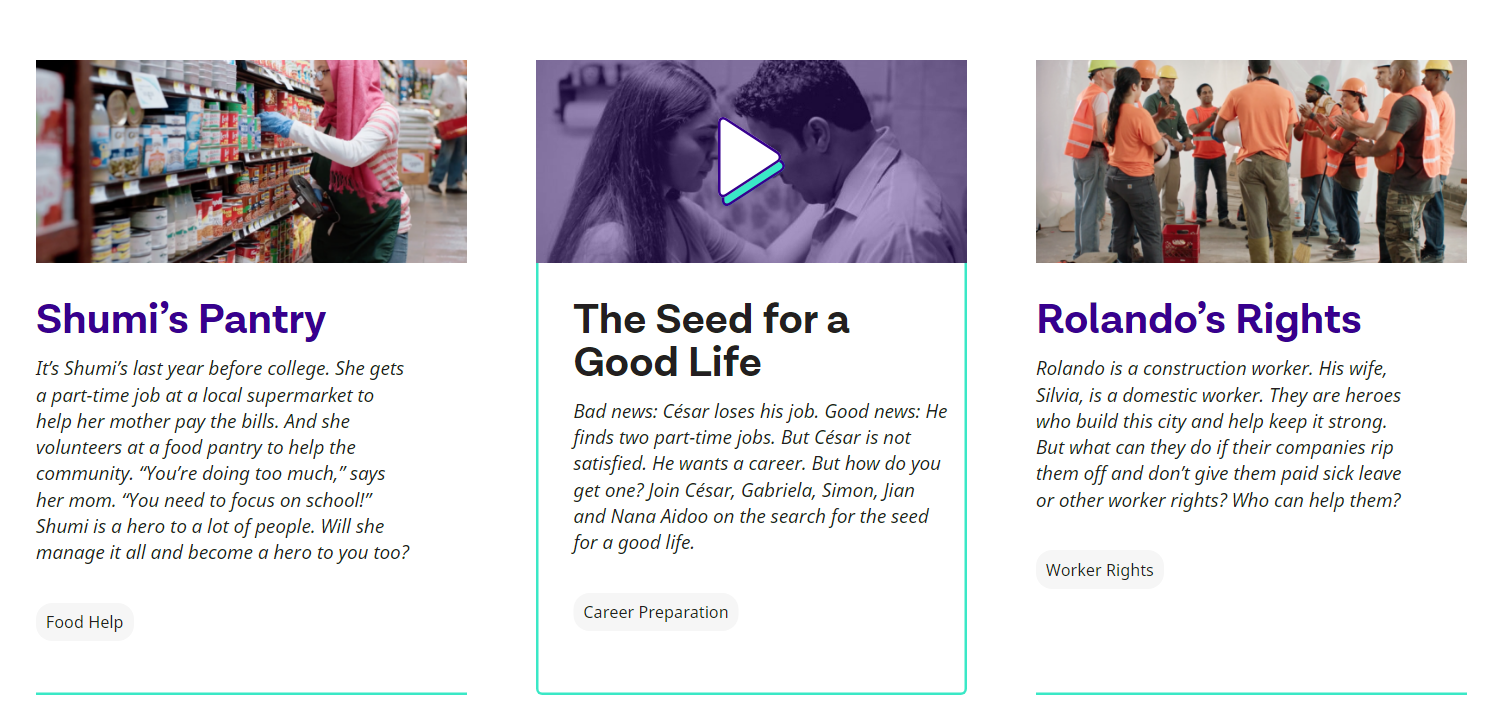 Shumi’s Pantry
It’s Shumi’s last year before college. She gets
a part-time job at a local supermarket to
help her mother pay the bills. And she
volunteers at a food pantry to help the
community. “You’re doing too much,” says
her mom. “You need to focus on school!”
Shumi is a hero to a lot of people. Will she
manage it all and become a hero to you too?
Food Help
The Seed for a
Good Life
Bad news: César loses his job. Good news: He
finds two part-time jobs. But César is not
satisfied. He wants a career. But how do you
get one? Join César, Gabriela, Simon, Jian
and Nana Aidoo on the search for the seed
for a good life.
Career Preparation
Rolando’s Rights
Rolando is a construction worker. His wife,
Silvia, is a domestic worker. They are heroes
who build this city and help keep it strong.
But what can they do if their companies rip
them off and don’t give them paid sick leave
or other worker rights? Who can help them?
Worker Rights